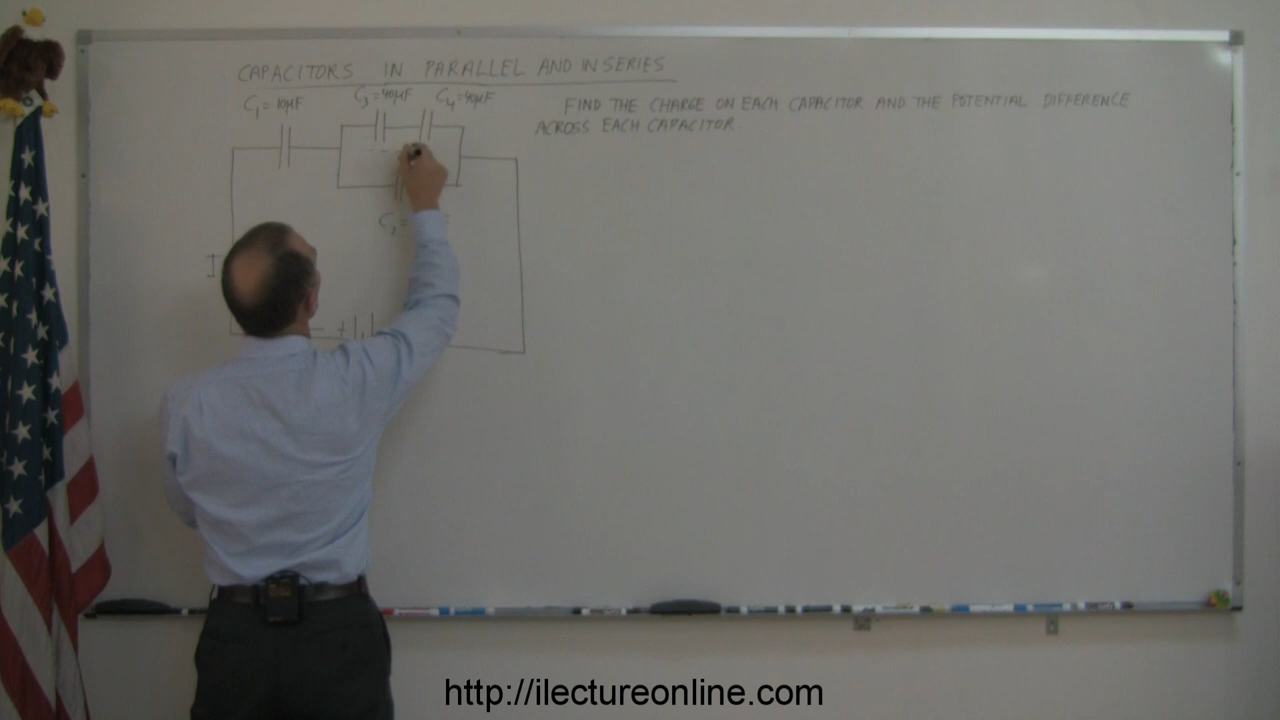 CAPACITORS IN PARALLEL AND IN SERIES
C₁ = 10μF C₃ = 40μF C₄ = 40μF
FIND THE CHARGE ON EACH CAPACITOR AND THE POTENTIAL DIFFERENCE
ACROSS EACH CAPACITOR.
C₂ =
I
+
http://ilectureonline.com